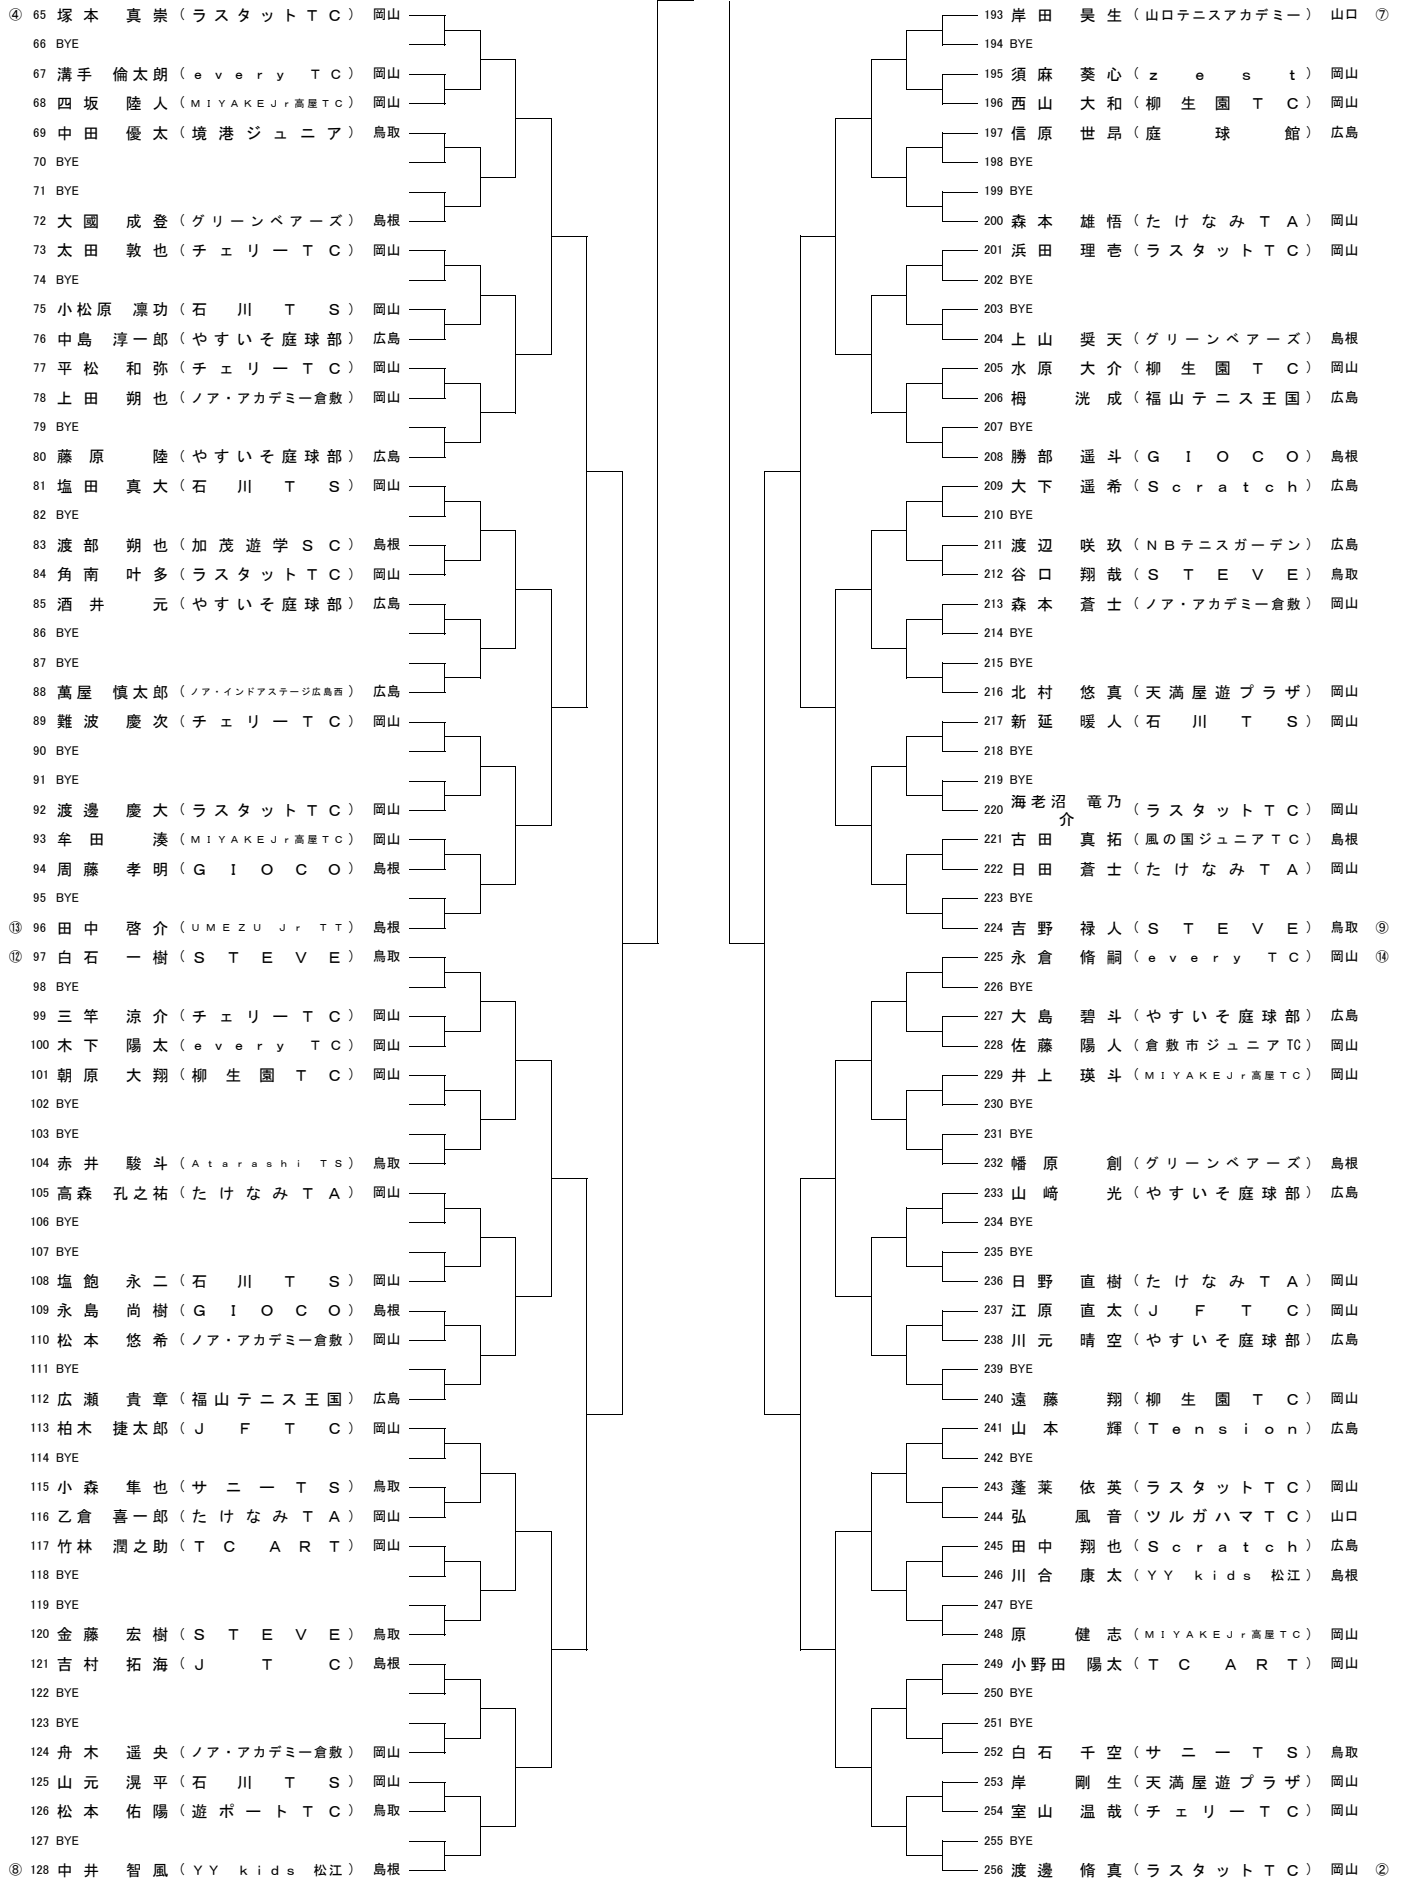 ④ 65 塚本 真崇 (ラスタットTC) 岡山
66 BYE
67 溝手 倫太朗 (every TC) 岡山
68 四坂 陸人 (MIYAKEJr高屋TC) 岡山
69 中田 優太 (境港ジュニア) 鳥取
70 BYE
71 BYE
72 大國 成登 (グリーンベアーズ) 島根
73 太田 敦也 (チェリーTC) 岡山
74 BYE
75 小松原 凛功 (石川TS) 岡山
76 中島 淳一郎 (やすいそ庭球部) 広島
77 平松 和弥 (チェリーTC) 岡山
78 上田 朔也 (ノア・アカデミー倉敷) 岡山
79 BYE
80 藤原 陸 (やすいそ庭球部) 広島
81 塩田 真大 (石川TS) 岡山
82 BYE
83 渡部 朔也 (加茂遊学SC) 島根
84 角南 叶多 (ラスタットTC) 岡山
85 酒井 元 (やすいそ庭球部) 広島
86 BYE
87 BYE
88 萬屋 慎太郎 (ノア・インドアステージ広島西) 広島
89 難波 慶次 (チェリーTC) 岡山
90 BYE
91 BYE
92 渡邊 慶大 (ラスタットTC) 岡山
93 牟田 湊 (MIYAKEJr高屋TC) 岡山
94 周藤 孝明 (GIOCO) 島根
95 BYE
⑬ 96 田中 啓介 (UMEZU Jr TT) 島根
⑫ 97 白石 一樹 (STEVE) 鳥取
98 BYE
99 三竿 涼介 (チェリーTC) 岡山
100 木下 陽太 (every TC) 岡山
101 朝原 大翔 (柳生園TC) 岡山
102 BYE
103 BYE
104 赤井 駿斗 (Atarashi TS) 鳥取
105 高森 孔之祐 (たけなみTA) 岡山
106 BYE
107 BYE
108 塩飽 永二 (石川TS) 岡山
109 永島 尚樹 (GIOCO) 島根
110 松本 悠希 (ノア・アカデミー倉敷) 岡山
111 BYE
112 広瀬 貴章 (福山テニス王国) 広島
113 柏木 捷太郎 (JFTC) 岡山
114 BYE
115 小森 隼也 (サニーTS) 鳥取
116 乙倉 喜一郎 (たけなみTA) 岡山
117 竹林 潤之助 (TC ART) 岡山
118 BYE
119 BYE
120 金藤 宏樹 (STEVE) 鳥取
121 吉村 拓海 (JTC) 島根
122 BYE
123 BYE
124 舟木 遥央 (ノア・アカデミー倉敷) 岡山
125 山元 滉平 (石川TS) 岡山
126 松本 佑陽 (遊ポートTC) 鳥取
127 BYE
⑧ 128 中井 智風 (YY kids 松江) 島根
193 岸田 昊生 (山口テニスアカデミー) 山口 ⑦
194 BYE
195 須麻 葵心 (zest) 岡山
196 西山 大和 (柳生園TC) 岡山
197 信原 世昂 (庭球館) 広島
198 BYE
199 BYE
200 森本 雄悟 (たけなみTA) 岡山
201 浜田 理壱 (ラスタットTC) 岡山
202 BYE
203 BYE
204 上山 奨天 (グリーンベアーズ) 島根
205 水原 大介 (柳生園TC) 岡山
206 栂 洸成 (福山テニス王国) 広島
207 BYE
208 勝部 遥斗 (GIOCO) 島根
209 大下 遥希 (Scratch) 広島
210 BYE
211 渡辺 咲玖 (NBテニスガーデン) 広島
212 谷口 翔哉 (STEVE) 鳥取
213 森本 蒼士 (ノア・アカデミー倉敷) 岡山
214 BYE
215 BYE
216 北村 悠真 (天満屋遊プラザ) 岡山
217 新延 暖人 (石川TS) 岡山
218 BYE
219 BYE
220 海老沼 竜乃介 (ラスタットTC) 岡山
221 古田 真拓 (風の国ジュニアTC) 島根
222 日田 蒼士 (たけなみTA) 岡山
223 BYE
224 吉野 禄人 (STEVE) 鳥取 ⑨
225 永倉 脩嗣 (every TC) 岡山 ⑭
226 BYE
227 大島 碧斗 (やすいそ庭球部) 広島
228 佐藤 陽人 (倉敷市ジュニアTC) 岡山
229 井上 瑛斗 (MIYAKEJr高屋TC) 岡山
230 BYE
231 BYE
232 幡原 創 (グリーンベアーズ) 島根
233 山﨑 光 (やすいそ庭球部) 広島
234 BYE
235 BYE
236 日野 直樹 (たけなみTA) 岡山
237 江原 直太 (JFTC) 岡山
238 川元 晴空 (やすいそ庭球部) 広島
239 BYE
240 遠藤 翔 (柳生園TC) 岡山
241 山本 輝 (Tension) 広島
242 BYE
243 蓬莱 依英 (ラスタットTC) 岡山
244 弘 風音 (ツルガハマTC) 山口
245 田中 翔也 (Scratch) 広島
246 川合 康太 (YY kids 松江) 島根
247 BYE
248 原 健志 (MIYAKEJr高屋TC) 岡山
249 小野田 陽太 (TC ART) 岡山
250 BYE
251 BYE
252 白石 千空 (サニーTS) 鳥取
253 岸 剛生 (天満屋遊プラザ) 岡山
254 室山 温哉 (チェリーTC) 岡山
255 BYE
256 渡邊 脩真 (ラスタットTC) 岡山 ②